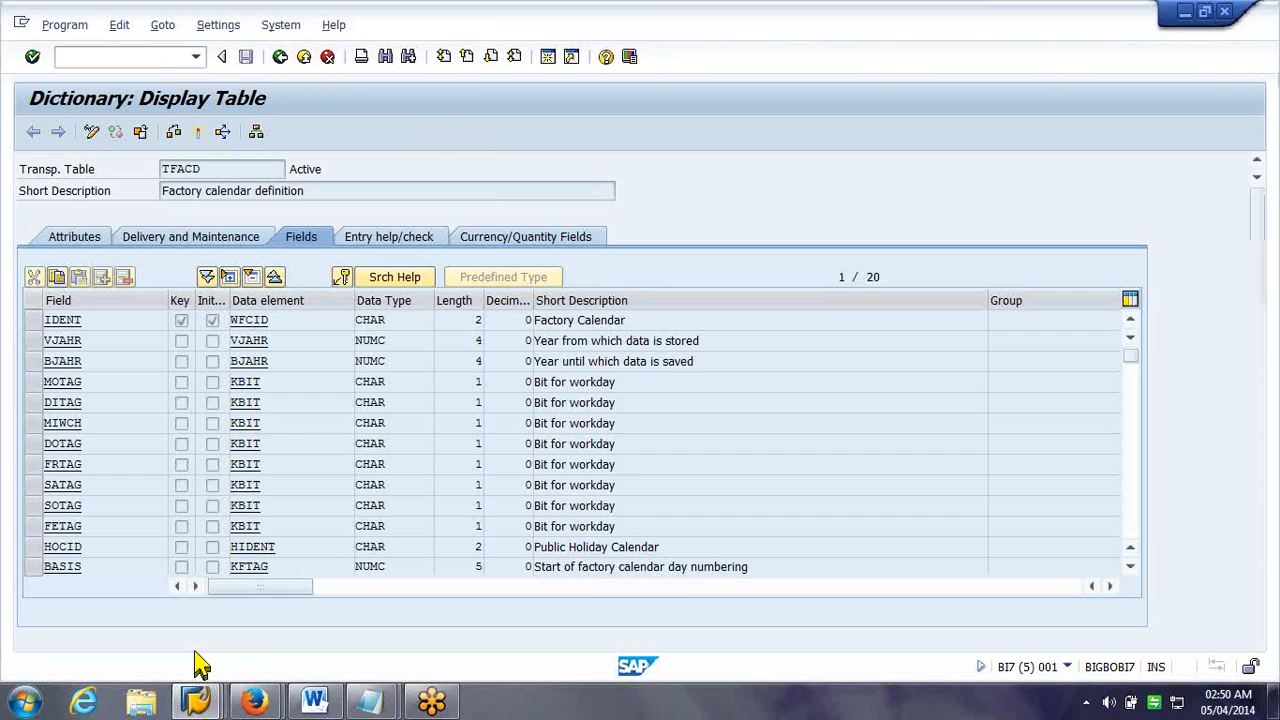 Program Edit Goto Settings System Help
Dictionary: Display Table
Transp. Table TFACD Active
Short Description Factory calendar definition
Attributes Delivery and Maintenance Fields Entry help/check Currency/Quantity Fields
Srch Help Predefined Type 1 / 20
Field Key Init... Data element Data Type Length Decim... Short Description Group
IDENT WFCID CHAR 2 0 Factory Calendar
VJAHR VJAHR NUMC 4 0 Year from which data is stored
BJAHR BJAHR NUMC 4 0 Year until which data is saved
MOTAG KBIT CHAR 1 0 Bit for workday
DITAG KBIT CHAR 1 0 Bit for workday
MIWCH KBIT CHAR 1 0 Bit for workday
DOTAG KBIT CHAR 1 0 Bit for workday
FRTAG KBIT CHAR 1 0 Bit for workday
SATAG KBIT CHAR 1 0 Bit for workday
SOTAG KBIT CHAR 1 0 Bit for workday
FETAG KBIT CHAR 1 0 Bit for workday
HOCID HIDENT CHAR 2 0 Public Holiday Calendar
BASIS KFTAG NUMC 5 0 Start of factory calendar day numbering
SAP BI7 (5) 001 BIGBOBI7 INS
02:50 AM
05/04/2014